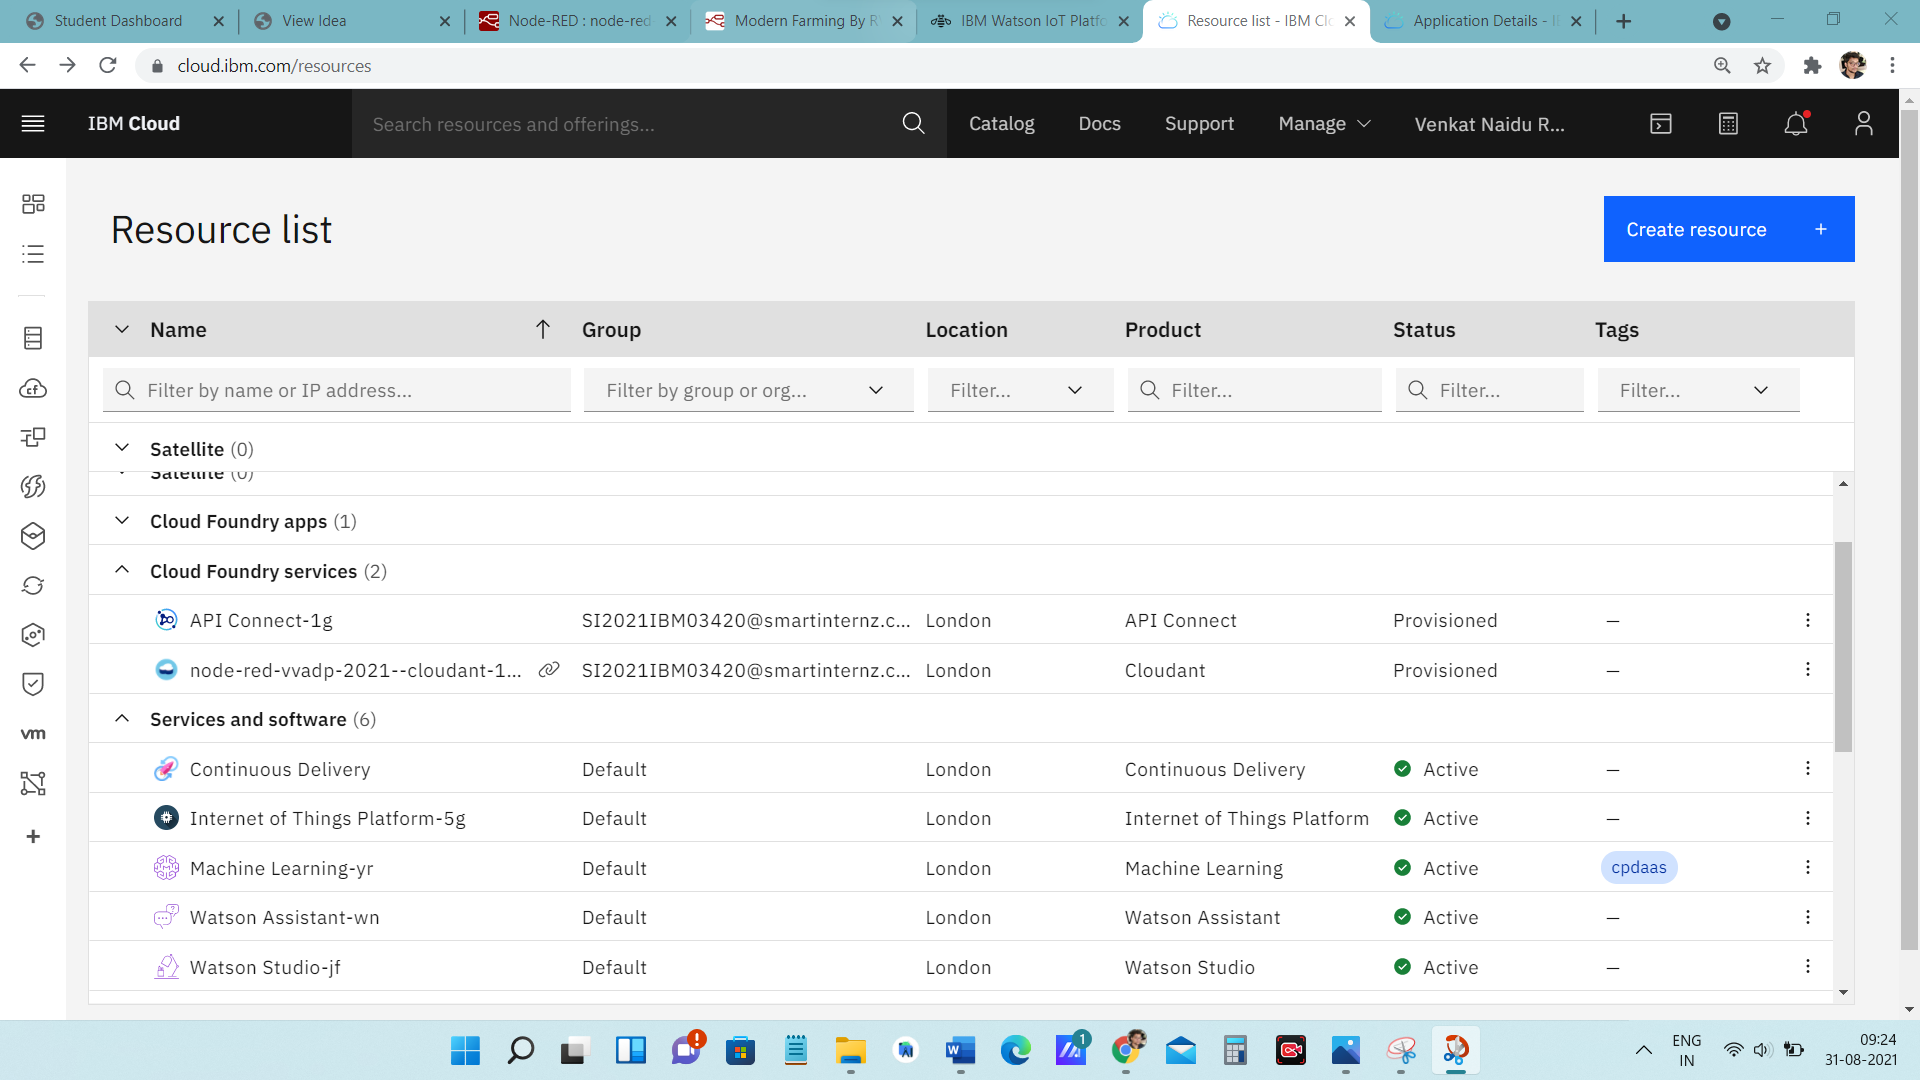 Student Dashboard
View Idea
Node-RED : node-red
Modern Farming By R
IBM Watson IoT Platfo
Resource list - IBM Clo
Application Details - I
cloud.ibm.com/resources
IBM Cloud
Search resources and offerings...
Catalog
Docs
Support
Manage
Venkat Naidu R...
Resource list
Create resource +
Name
Group
Location
Product
Status
Tags
Filter by name or IP address...
Filter by group or org...
Filter...
Filter...
Filter...
Filter...
Satellite (0)
Satellite (0)
Cloud Foundry apps (1)
Cloud Foundry services (2)
API Connect-1g SI2021IBM03420@smartinternz.c... London API Connect Provisioned –
node-red-vvadp-2021--cloudant-1... SI2021IBM03420@smartinternz.c... London Cloudant Provisioned –
Services and software (6)
Continuous Delivery Default London Continuous Delivery Active –
Internet of Things Platform-5g Default London Internet of Things Platform Active –
Machine Learning-yr Default London Machine Learning Active cpdaas
Watson Assistant-wn Default London Watson Assistant Active –
Watson Studio-jf Default London Watson Studio Active –
vm
ENG
IN
09:24
31-08-2021
1